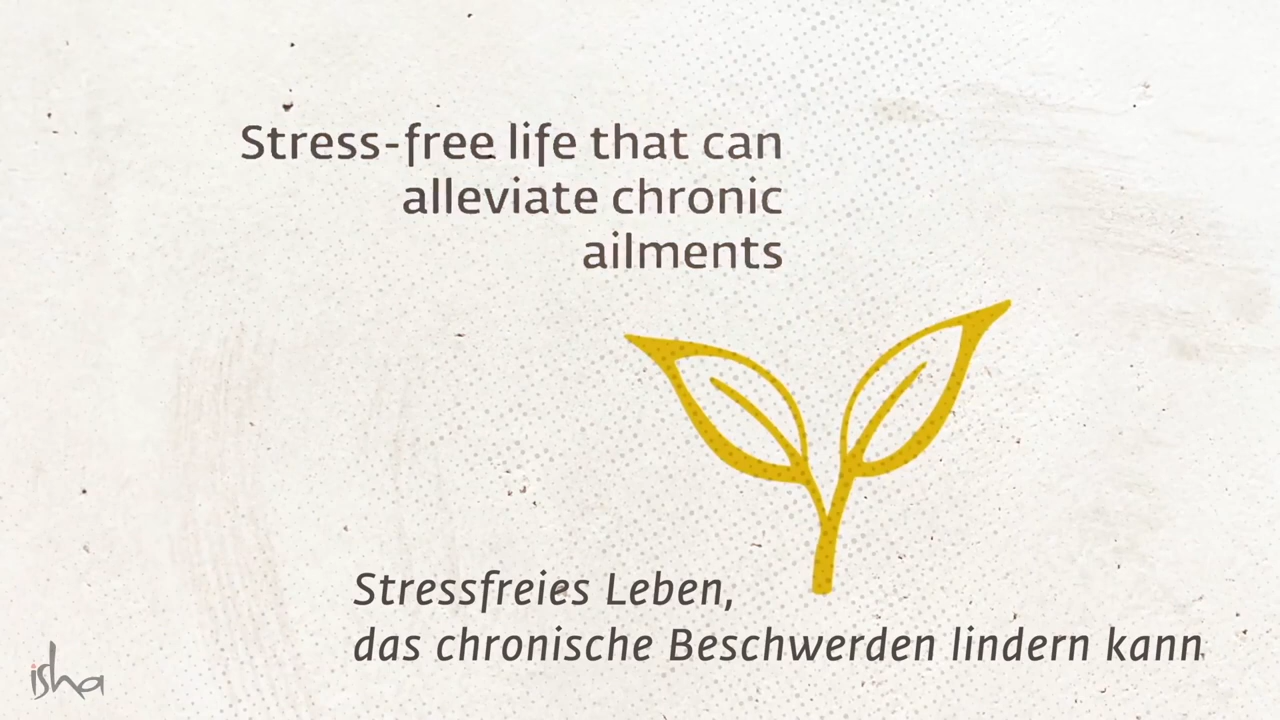 Stress-free life that can
alleviate chronic
ailments
Stressfreies Leben,
das chronische Beschwerden lindern kann
isha